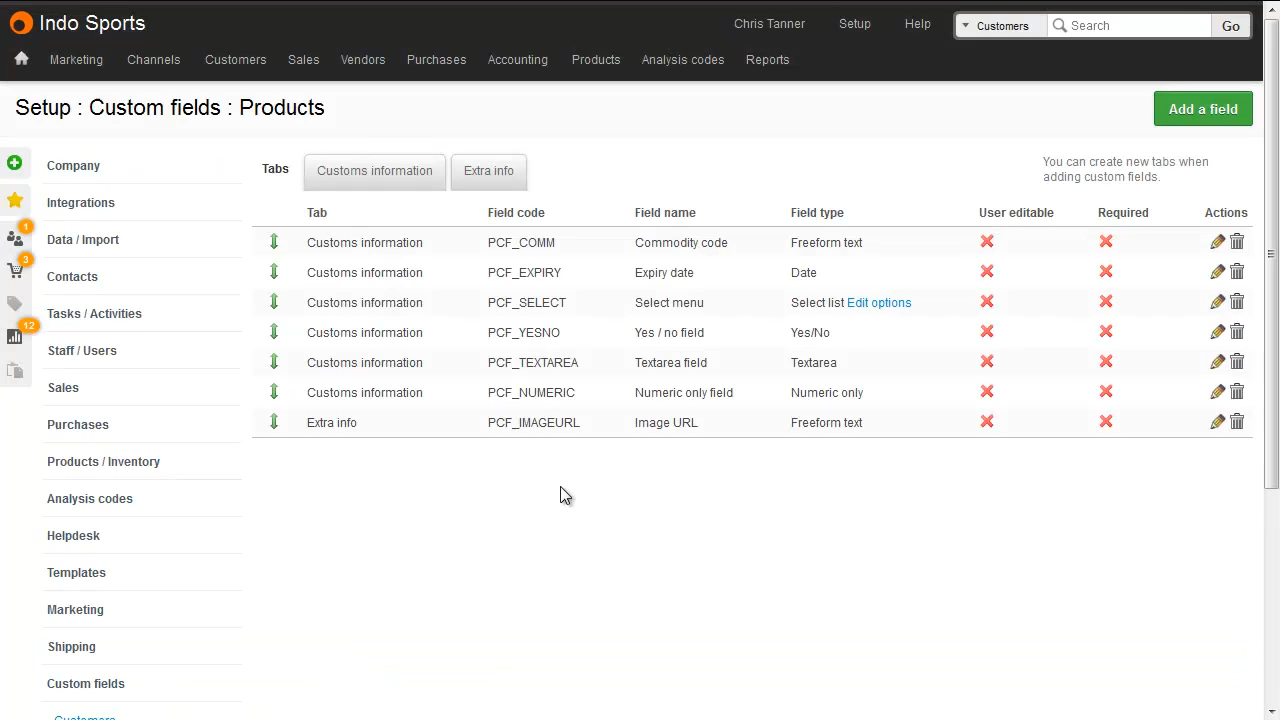 Indo Sports
Chris Tanner Setup Help Customers Search Go
Marketing Channels Customers Sales Vendors Purchases Accounting Products Analysis codes Reports
Setup : Custom fields : Products
Add a field
Company
Integrations
Data / Import
Contacts
Tasks / Activities
Staff / Users
Sales
Purchases
Products / Inventory
Analysis codes
Helpdesk
Templates
Marketing
Shipping
Custom fields
Customers
1
3
12
Tabs Customs information Extra info
You can create new tabs when
adding custom fields.
Tab Field code Field name Field type User editable Required Actions
Customs information PCF_COMM Commodity code Freeform text
Customs information PCF_EXPIRY Expiry date Date
Customs information PCF_SELECT Select menu Select list Edit options
Customs information PCF_YESNO Yes / no field Yes/No
Customs information PCF_TEXTAREA Textarea field Textarea
Customs information PCF_NUMERIC Numeric only field Numeric only
Extra info PCF_IMAGEURL Image URL Freeform text